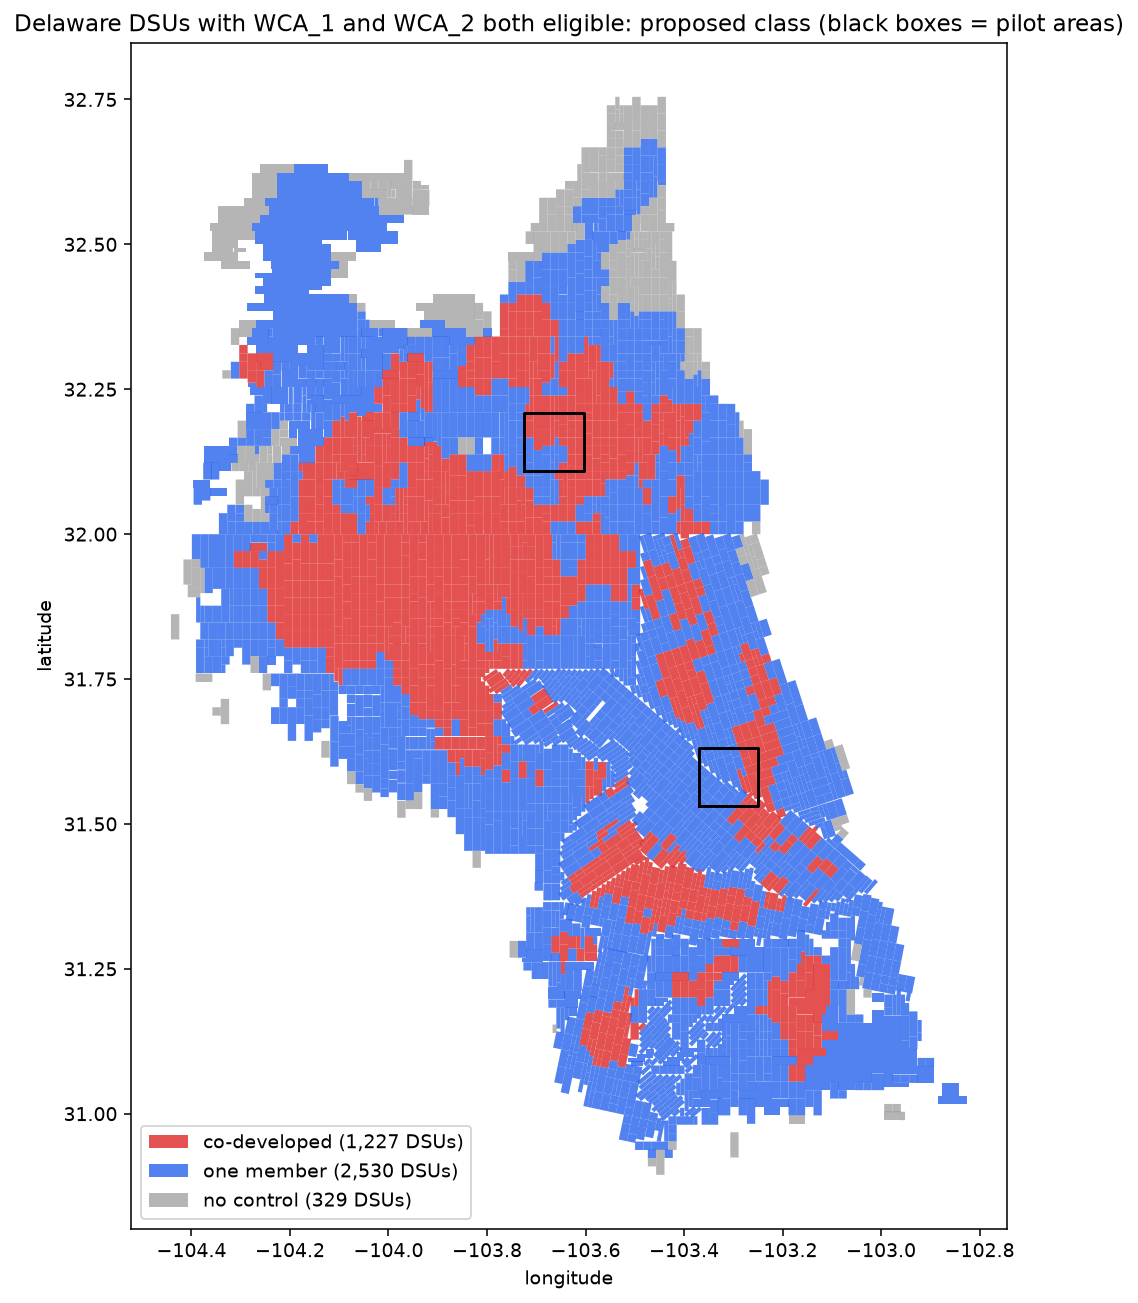 Delaware DSUs with WCA_1 and WCA_2 both eligible: proposed class (black boxes = pilot areas)
32.75
32.50
32.25
32.00
31.75
31.50
31.25
31.00
latitude
co-developed (1,227 DSUs)
one member (2,530 DSUs)
no control (329 DSUs)
−104.4 −104.2 −104.0 −103.8 −103.6 −103.4 −103.2 −103.0 −102.8
longitude